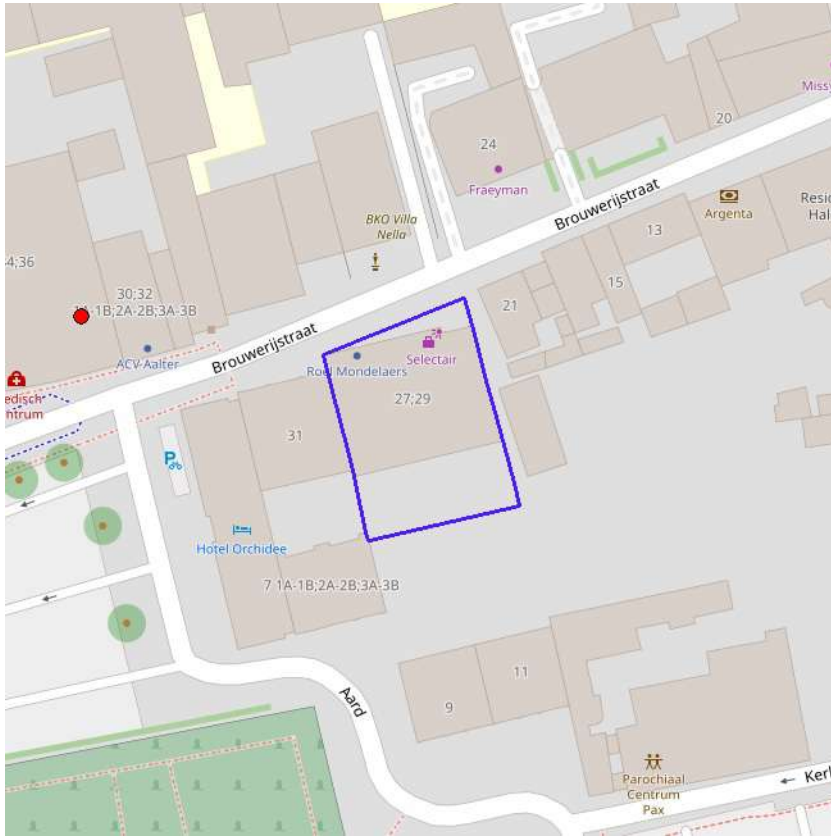 Missy
20
24
Fraeyman
Brouwerijstraat
Argenta
Resid
Hal
13
BKO Villa
Nella
4;36
30;32
1A-1B;2A-2B;3A-3B
15
21
ACV Aalter
Brouwerijstraat
Selectair
Roel Mondelaers
edisch
ntrum
27;29
31
P
Hotel Orchidee
7 1A-1B;2A-2B;3A-3B
11
9
Aard
Parochiaal
Centrum
Pax
Kerk